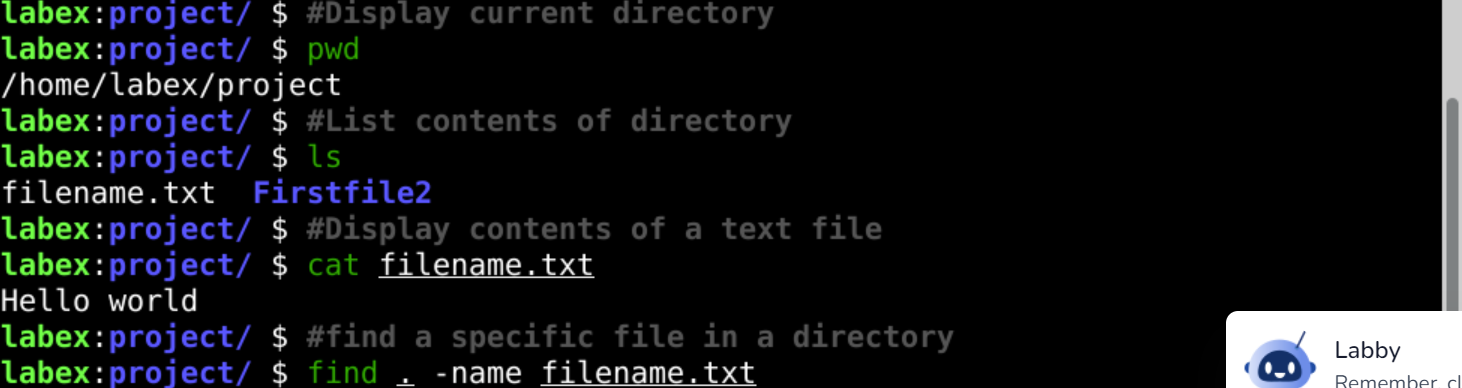 labex:project/ $ #Display current directory
labex:project/ $ pwd
/home/labex/project
labex:project/ $ #List contents of directory
labex:project/ $ ls
filename.txt  Firstfile2
labex:project/ $ #Display contents of a text file
labex:project/ $ cat filename.txt
Hello world
labex:project/ $ #find a specific file in a directory
labex:project/ $ find . -name filename.txt
Labby
Remember,